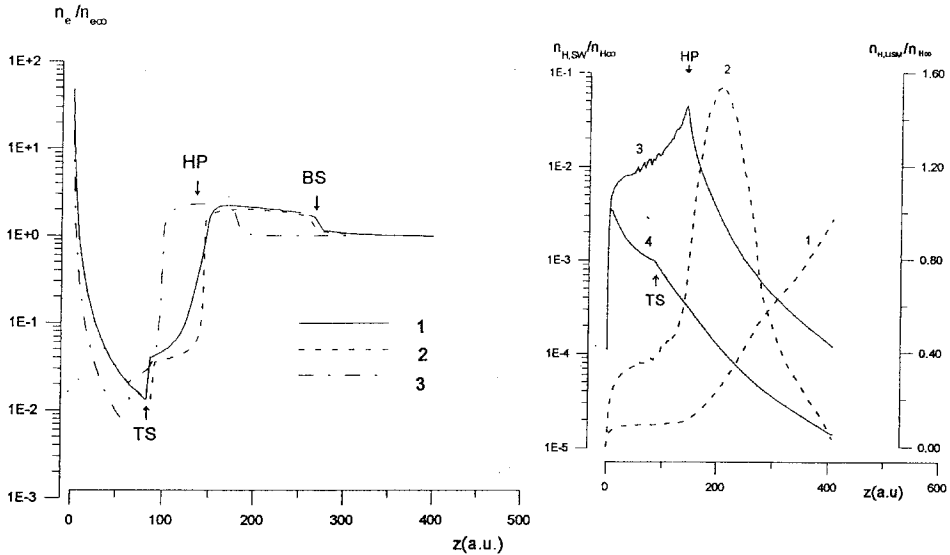 n_e/n_e∞
1E+2
1E+1
1E+0
1E-1
1E-2
1E-3
HP
BS
TS
1
2
3
0
100
200
300
400
500
z(a.u.)
n_H,SW/n_H∞
n_H,LISM/n_H∞
HP
2
3
1
4
TS
1E-1
1E-2
1E-3
1E-4
1E-5
1.60
1.20
0.80
0.40
0.00
0
200
400
600
z(a.u)